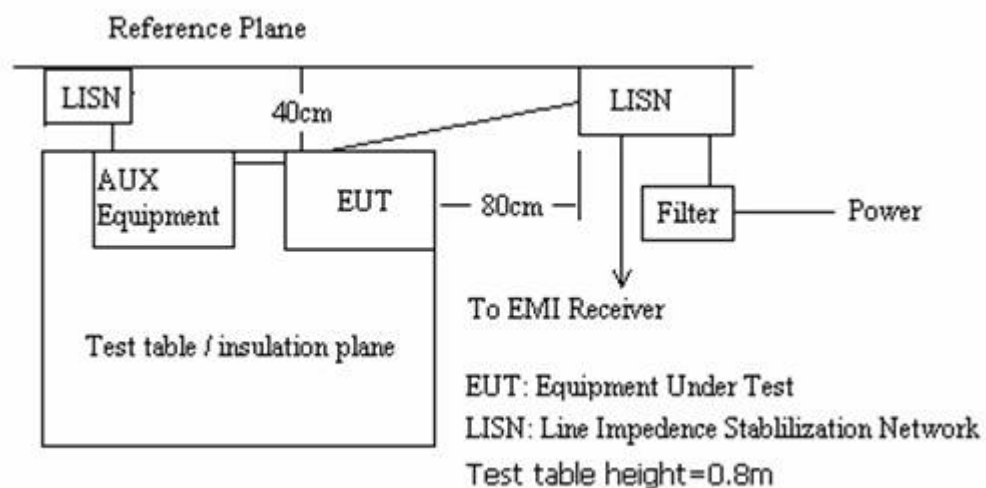 Reference Plane
LISN
40cm
LISN
AUX
Equipment
EUT
80cm
Filter
Power
To EMI Receiver
Test table / insulation plane
EUT: Equipment Under Test
LISN: Line Impedence Stablilization Network
Test table height=0.8m